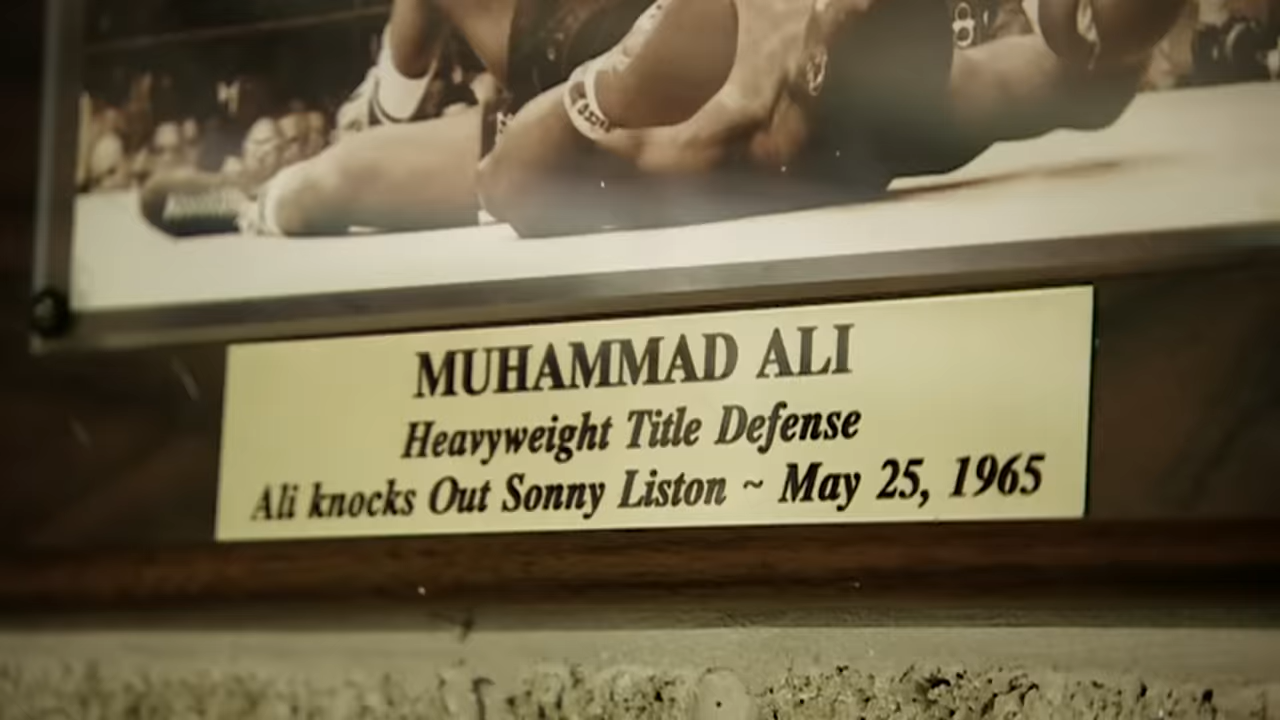 MUHAMMAD ALI
Heavyweight Title Defense
Ali knocks Out Sonny Liston ~ May 25, 1965